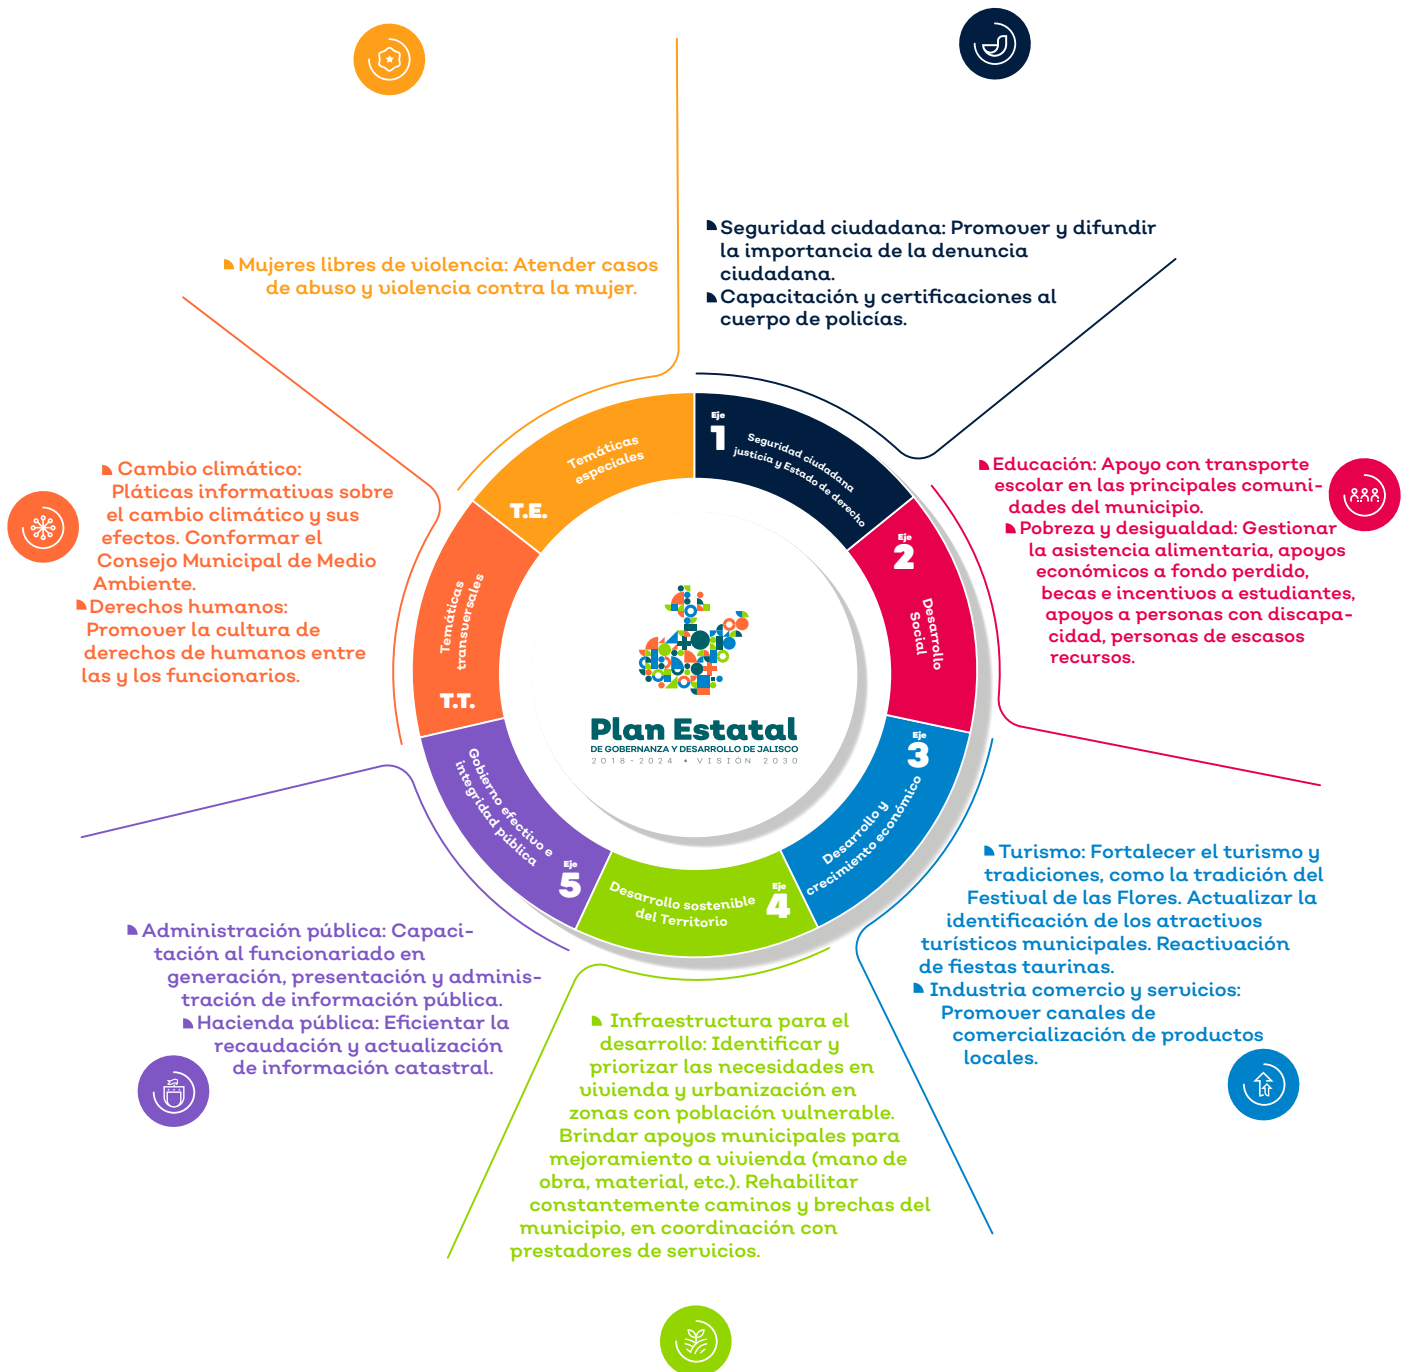 Mujeres libres de violencia: Atender casos
de abuso y violencia contra la mujer.
Seguridad ciudadana: Promover y difundir
la importancia de la denuncia
ciudadana.
Capacitación y certificaciones al
cuerpo de policías.
Educación: Apoyo con transporte
escolar en las principales comuni-
dades del municipio.
Pobreza y desigualdad: Gestionar
la asistencia alimentaria, apoyos
económicos a fondo perdido,
becas e incentivos a estudiantes,
apoyos a personas con discapa-
cidad, personas de escasos
recursos.
Turismo: Fortalecer el turismo y
tradiciones, como la tradición del
Festival de las Flores. Actualizar la
identificación de los atractivos
turísticos municipales. Reactivación
de fiestas taurinas.
Industria comercio y servicios:
Promover canales de
comercialización de productos
locales.
Infraestructura para el
desarrollo: Identificar y
priorizar las necesidades en
vivienda y urbanización en
zonas con población vulnerable.
Brindar apoyos municipales para
mejoramiento a vivienda (mano de
obra, material, etc.). Rehabilitar
constantemente caminos y brechas del
municipio, en coordinación con
prestadores de servicios.
Administración pública: Capaci-
tación al funcionariado en
generación, presentación y adminis-
tración de información pública.
Hacienda pública: Eficientar la
recaudación y actualización
de información catastral.
Cambio climático:
Pláticas informativas sobre
el cambio climático y sus
efectos. Conformar el
Consejo Municipal de Medio
Ambiente.
Derechos humanos:
Promover la cultura de
derechos de humanos entre
las y los funcionarios.
Eje
1
Seguridad ciudadana
justicia y Estado de derecho
Eje
2
Desarrollo
Social
Eje
3
Desarrollo y
crecimiento económico
Eje
4
Desarrollo sostenible
del Territorio
Eje
5
Gobierno efectivo e
integridad pública
T.T.
Temáticas
transversales
T.E.
Temáticas
especiales
Plan Estatal
DE GOBERNANZA Y DESARROLLO DE JALISCO
2018-2024 • VISIÓN 2030